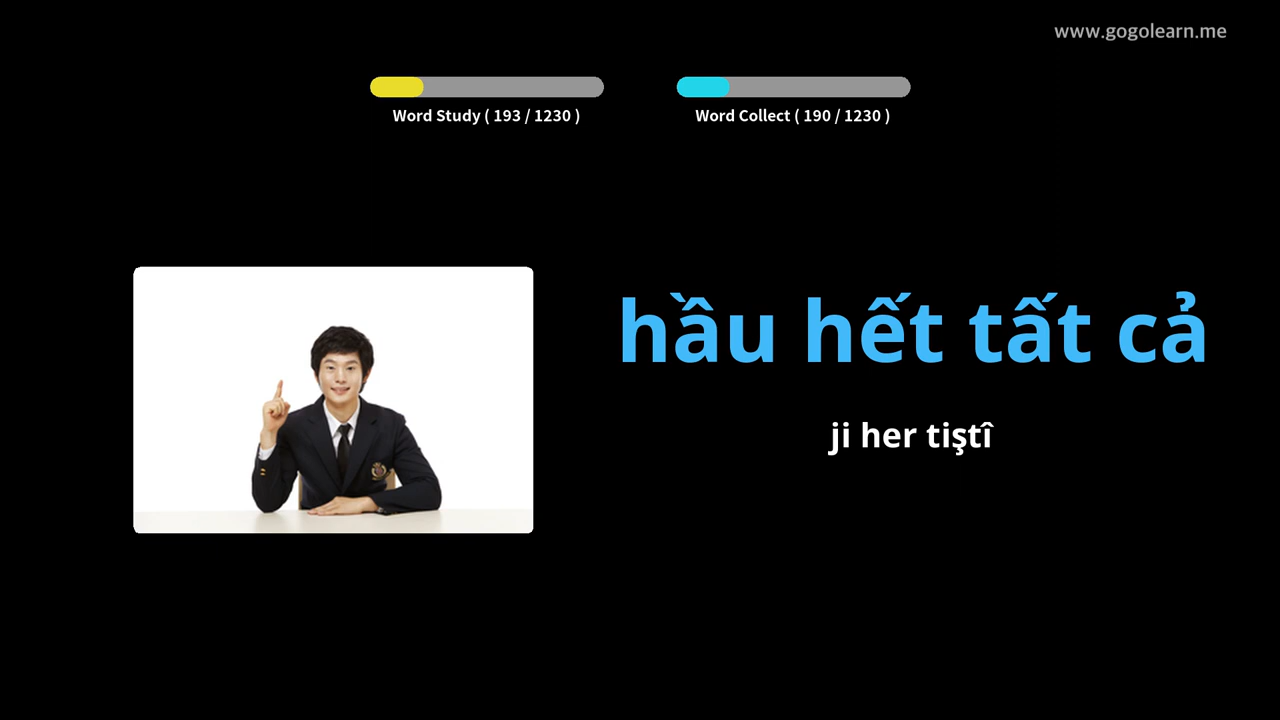 www.gogolearn.me
Word Study ( 193 / 1230 )
Word Collect ( 190 / 1230 )
hầu hết tất cả
ji her tiştî